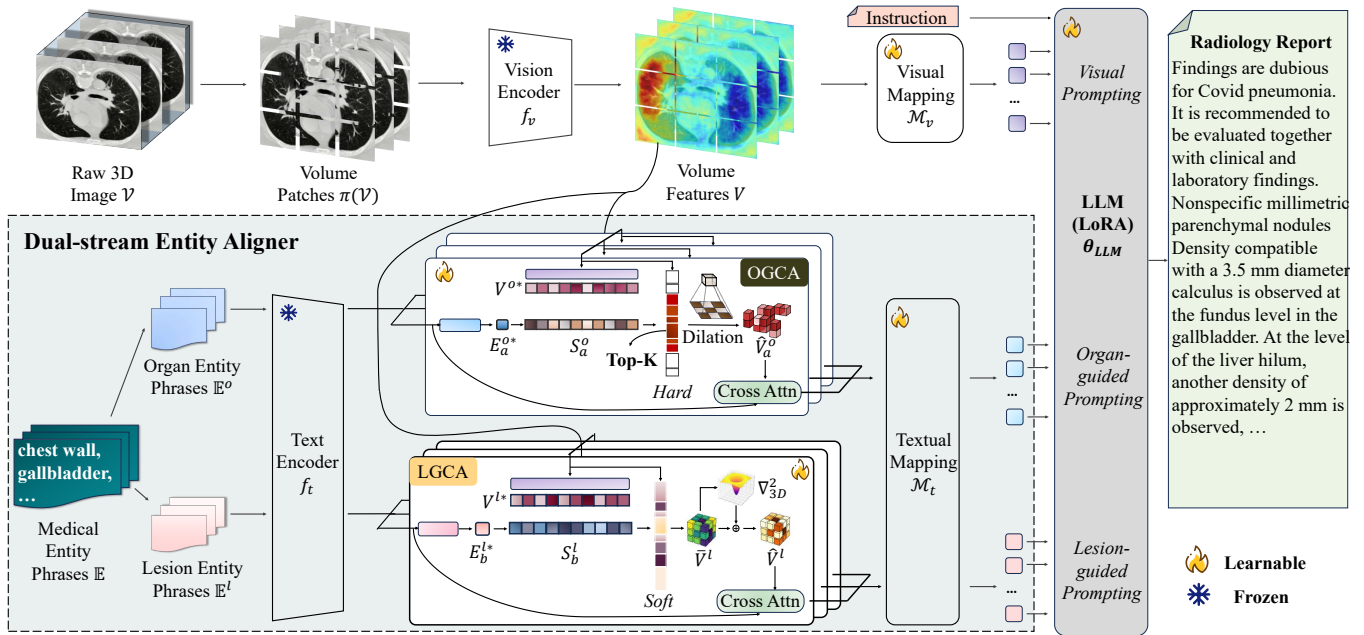 Raw 3D
Image 𝒱
Volume
Patches π(𝒱)
Vision
Encoder
f_v
Volume
Features V
Instruction
Visual
Mapping
ℳ_v
...
Visual
Prompting
LLM
(LoRA)
θ_LLM
Organ-
guided
Prompting
Lesion-
guided
Prompting
Radiology Report
Findings are dubious
for Covid pneumonia.
It is recommended to
be evaluated together
with clinical and
laboratory findings.
Nonspecific millimetric
parenchymal nodules
Density compatible
with a 3.5 mm diameter
calculus is observed at
the fundus level in the
gallbladder. At the level
of the liver hilum,
another density of
approximately 2 mm is
observed, …
Dual-stream Entity Aligner
chest wall,
gallbladder,
…
Medical
Entity
Phrases 𝔼
Organ Entity
Phrases 𝔼^o
Lesion Entity
Phrases 𝔼^l
Text
Encoder
f_t
OGCA
V^{o*}
E_a^{o*}
S_a^o
Top-K
Hard
Dilation
V̂_a^o
Cross Attn
LGCA
V^{l*}
E_b^{l*}
S_b^l
Soft
V̄^l
∇²_{3D}
V̂^l
Cross Attn
Textual
Mapping
ℳ_t
...
...
Learnable
Frozen